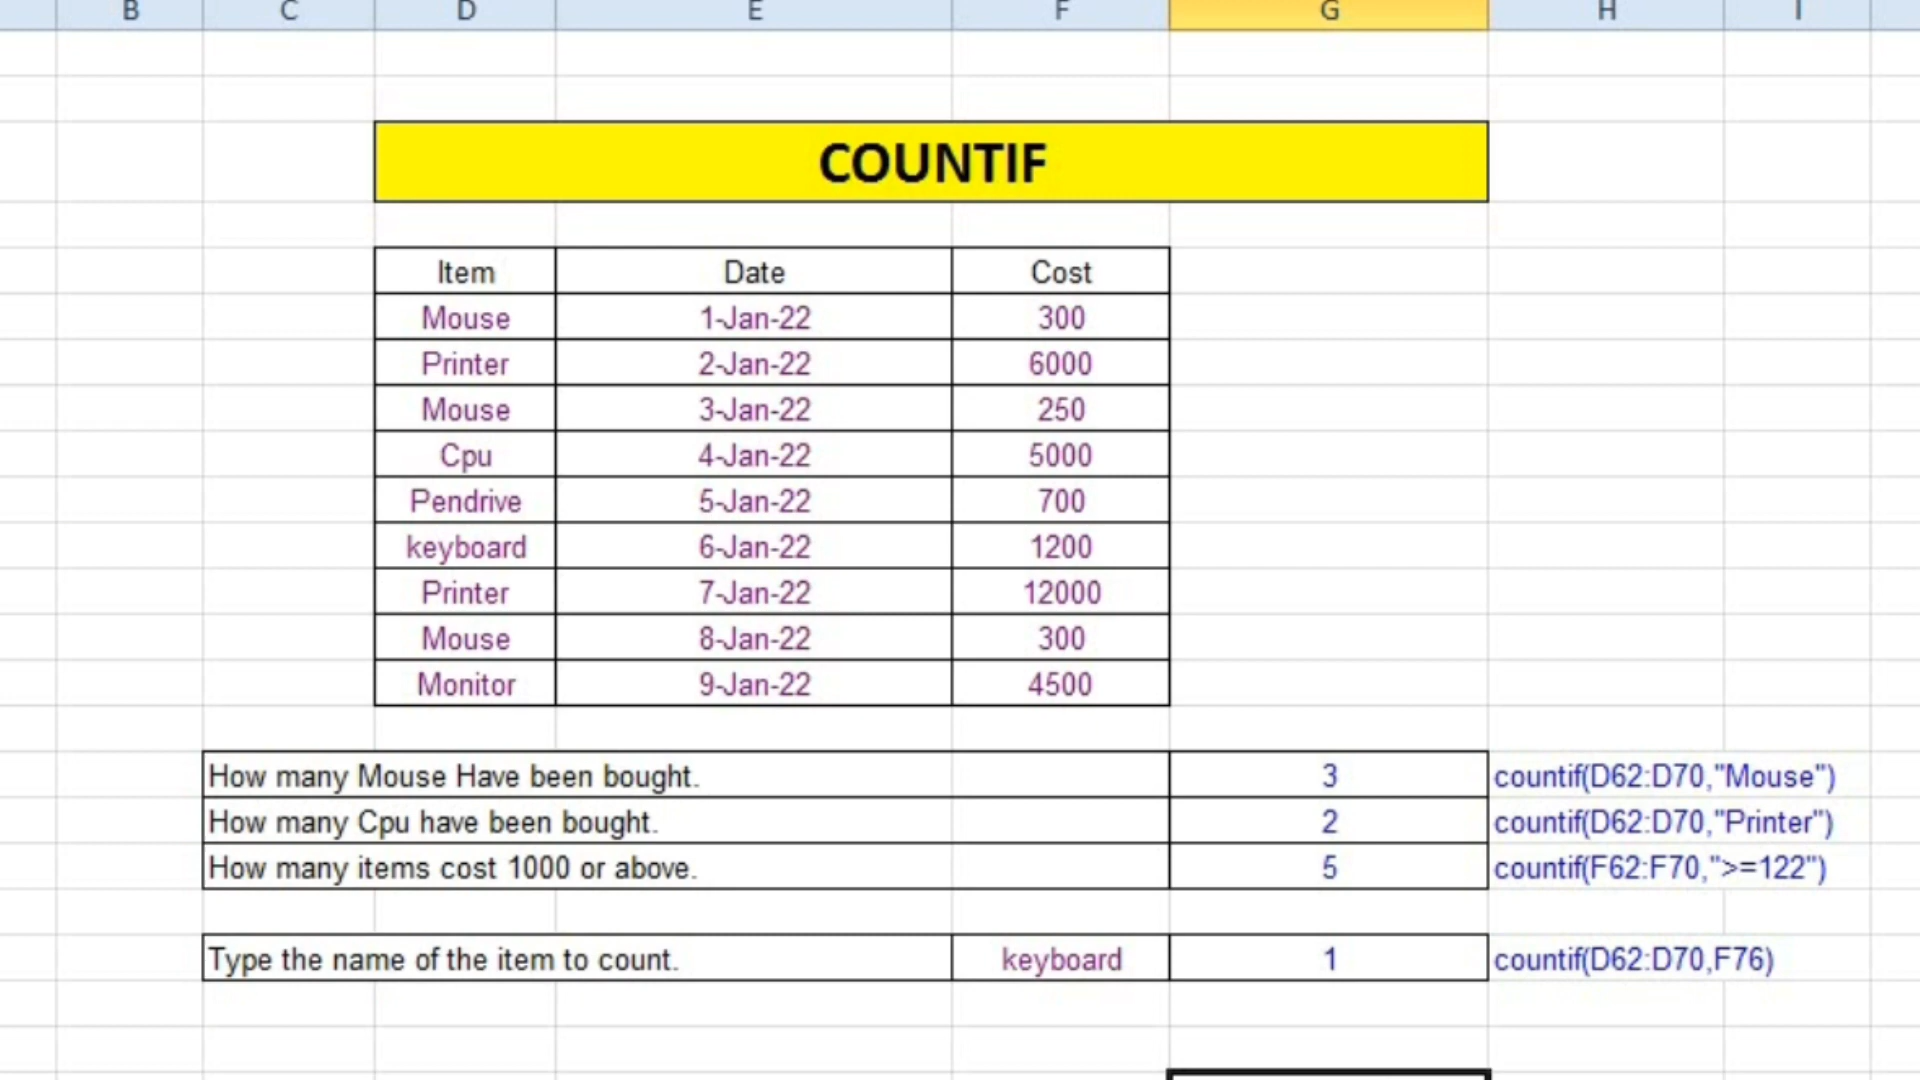 B C D E F G H I
COUNTIF
Item Date Cost
Mouse 1-Jan-22 300
Printer 2-Jan-22 6000
Mouse 3-Jan-22 250
Cpu 4-Jan-22 5000
Pendrive 5-Jan-22 700
keyboard 6-Jan-22 1200
Printer 7-Jan-22 12000
Mouse 8-Jan-22 300
Monitor 9-Jan-22 4500
How many Mouse Have been bought. 3 countif(D62:D70,"Mouse")
How many Cpu have been bought. 2 countif(D62:D70,"Printer")
How many items cost 1000 or above. 5 countif(F62:F70,">=122")
Type the name of the item to count. keyboard 1 countif(D62:D70,F76)